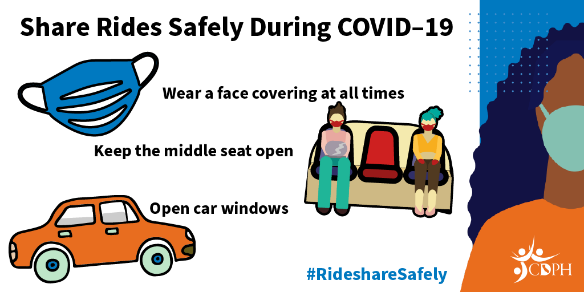 Share Rides Safely During COVID–19
Wear a face covering at all times
Keep the middle seat open
Open car windows
#RideshareSafely
CDPH